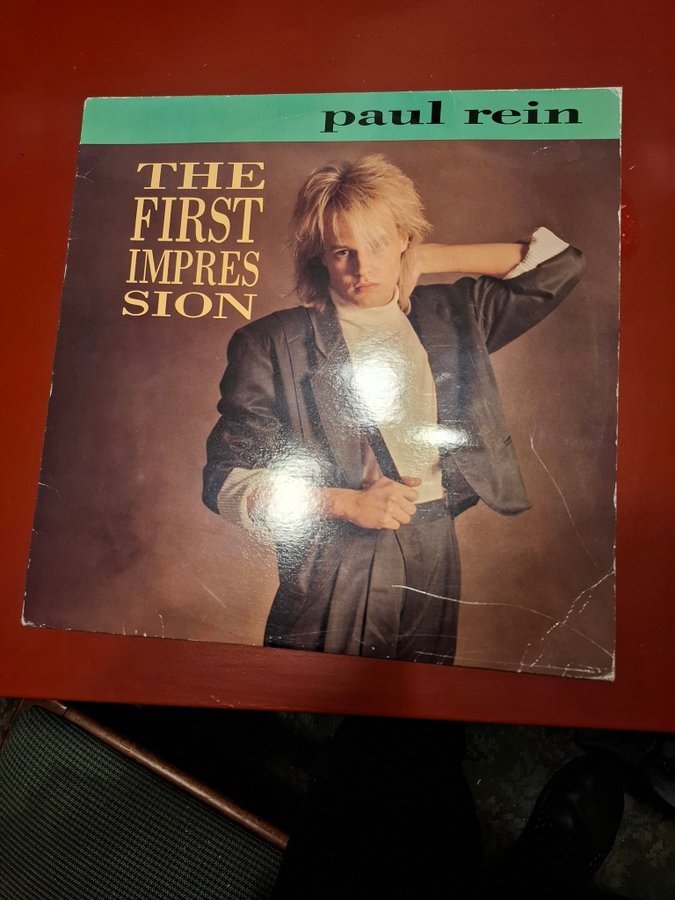 paul rein
THE
FIRST
IMPRES
SION